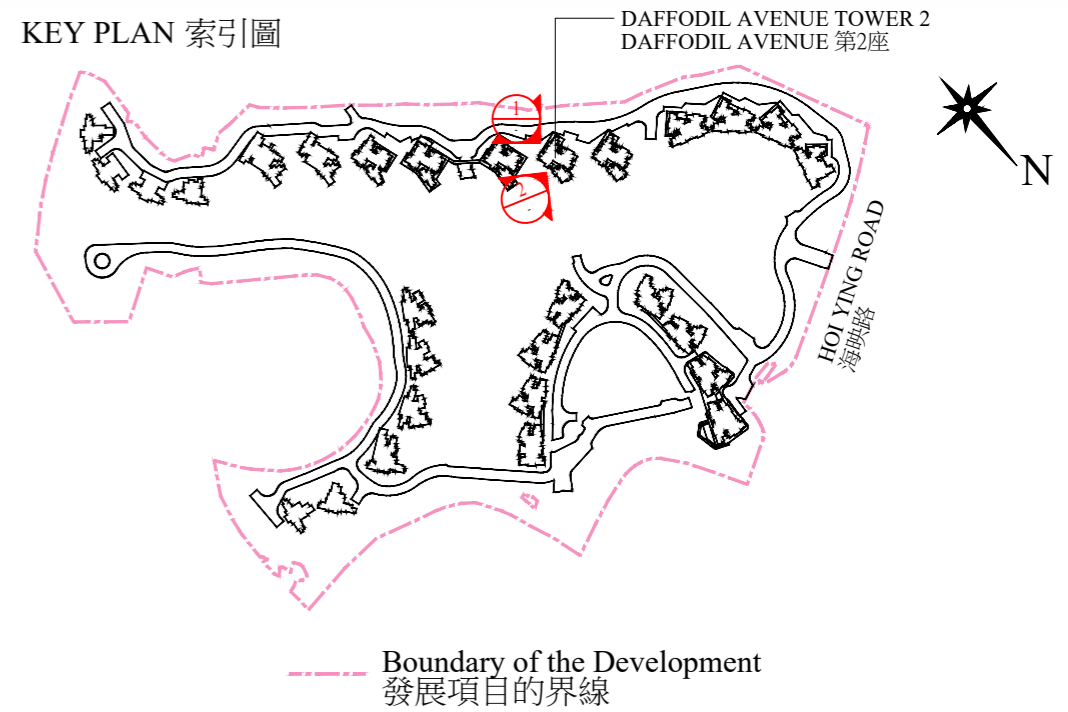 KEY PLAN 索引圖
DAFFODIL AVENUE TOWER 2
DAFFODIL AVENUE 第2座
1
2
N
HOI YING ROAD
海映路
Boundary of the Development
發展項目的界線